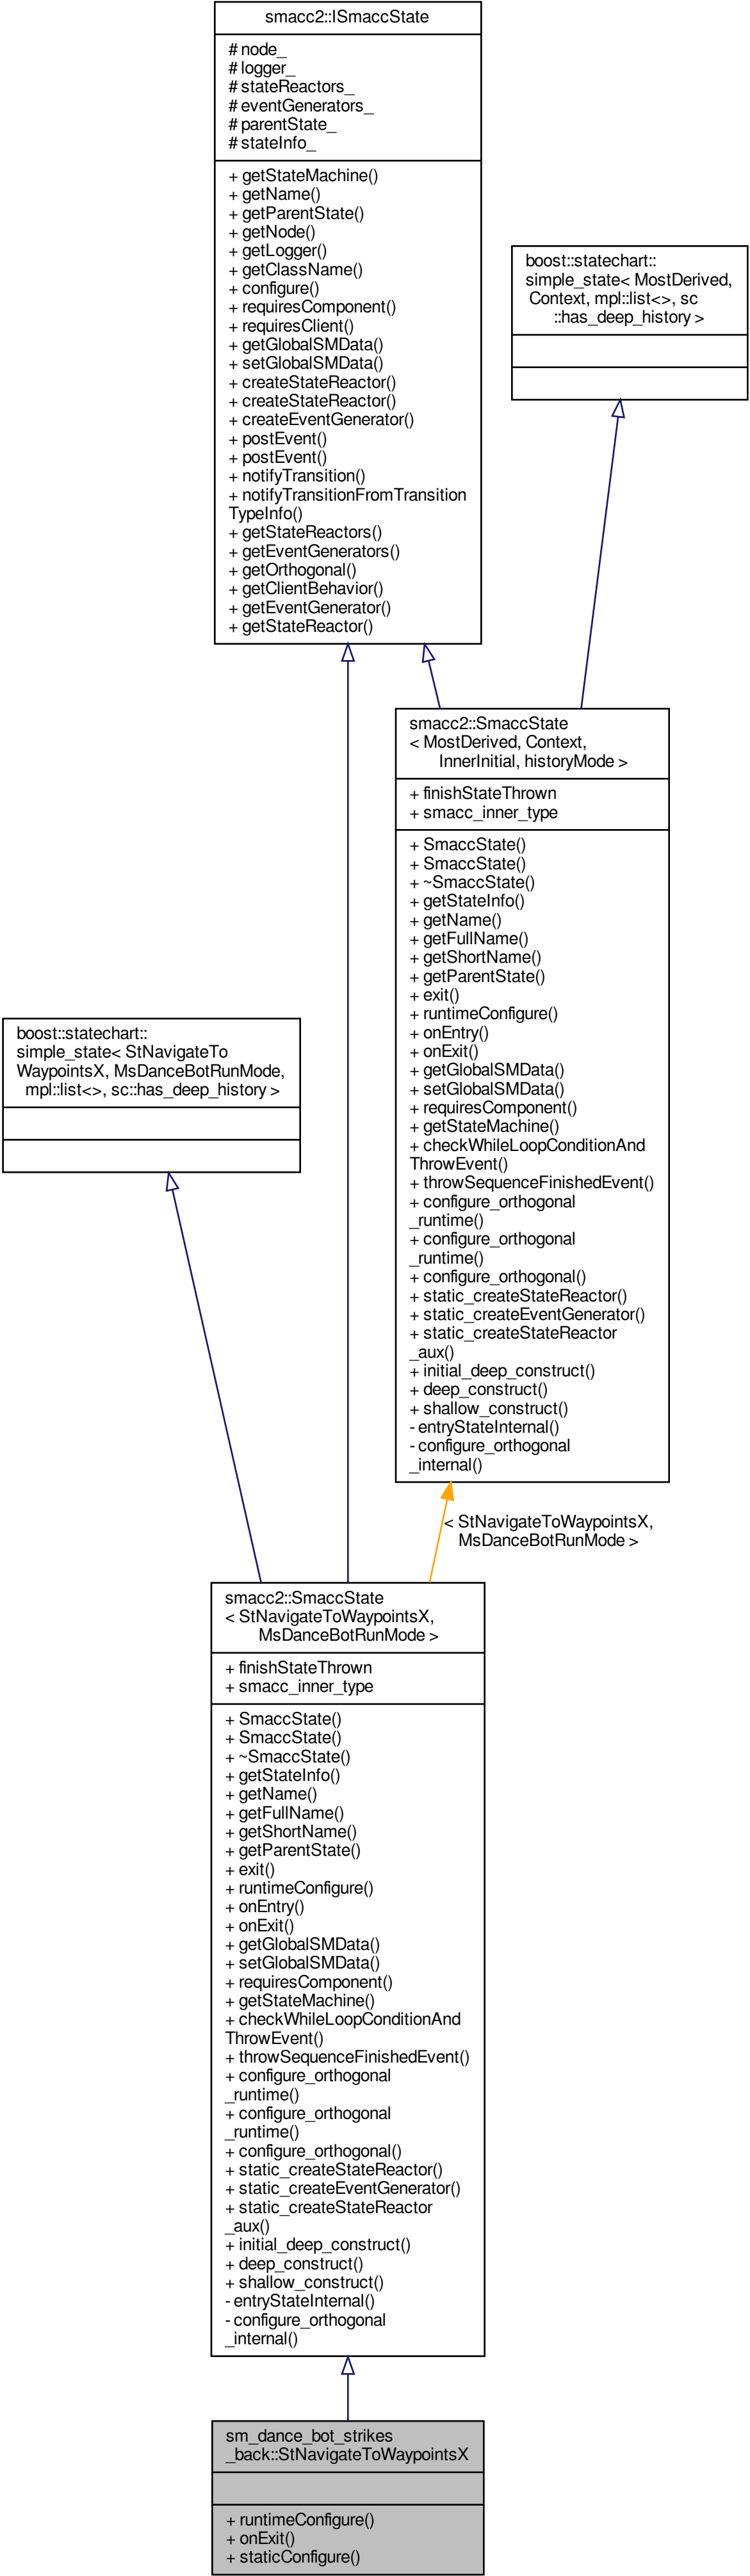 smacc2::ISmaccState
# node_
# logger_
# stateReactors_
# eventGenerators_
# parentState_
# stateInfo_
+ getStateMachine()
+ getName()
+ getParentState()
+ getNode()
+ getLogger()
+ getClassName()
+ configure()
+ requiresComponent()
+ requiresClient()
+ getGlobalSMData()
+ setGlobalSMData()
+ createStateReactor()
+ createStateReactor()
+ createEventGenerator()
+ postEvent()
+ postEvent()
+ notifyTransition()
+ notifyTransitionFromTransition
TypeInfo()
+ getStateReactors()
+ getEventGenerators()
+ getOrthogonal()
+ getClientBehavior()
+ getEventGenerator()
+ getStateReactor()
boost::statechart::
simple_state< MostDerived,
Context, mpl::list<>, sc
::has_deep_history >
smacc2::SmaccState
< MostDerived, Context,
InnerInitial, historyMode >
+ finishStateThrown
+ smacc_inner_type
+ SmaccState()
+ SmaccState()
+ ~SmaccState()
+ getStateInfo()
+ getName()
+ getFullName()
+ getShortName()
+ getParentState()
+ exit()
+ runtimeConfigure()
+ onEntry()
+ onExit()
+ getGlobalSMData()
+ setGlobalSMData()
+ requiresComponent()
+ getStateMachine()
+ checkWhileLoopConditionAnd
ThrowEvent()
+ throwSequenceFinishedEvent()
+ configure_orthogonal
_runtime()
+ configure_orthogonal
_runtime()
+ configure_orthogonal()
+ static_createStateReactor()
+ static_createEventGenerator()
+ static_createStateReactor
_aux()
+ initial_deep_construct()
+ deep_construct()
+ shallow_construct()
- entryStateInternal()
- configure_orthogonal
_internal()
boost::statechart::
simple_state< StNavigateTo
WaypointsX, MsDanceBotRunMode,
mpl::list<>, sc::has_deep_history >
< StNavigateToWaypointsX,
MsDanceBotRunMode >
smacc2::SmaccState
< StNavigateToWaypointsX,
MsDanceBotRunMode >
+ finishStateThrown
+ smacc_inner_type
+ SmaccState()
+ SmaccState()
+ ~SmaccState()
+ getStateInfo()
+ getName()
+ getFullName()
+ getShortName()
+ getParentState()
+ exit()
+ runtimeConfigure()
+ onEntry()
+ onExit()
+ getGlobalSMData()
+ setGlobalSMData()
+ requiresComponent()
+ getStateMachine()
+ checkWhileLoopConditionAnd
ThrowEvent()
+ throwSequenceFinishedEvent()
+ configure_orthogonal
_runtime()
+ configure_orthogonal
_runtime()
+ configure_orthogonal()
+ static_createStateReactor()
+ static_createEventGenerator()
+ static_createStateReactor
_aux()
+ initial_deep_construct()
+ deep_construct()
+ shallow_construct()
- entryStateInternal()
- configure_orthogonal
_internal()
sm_dance_bot_strikes
_back::StNavigateToWaypointsX
+ runtimeConfigure()
+ onExit()
+ staticConfigure()